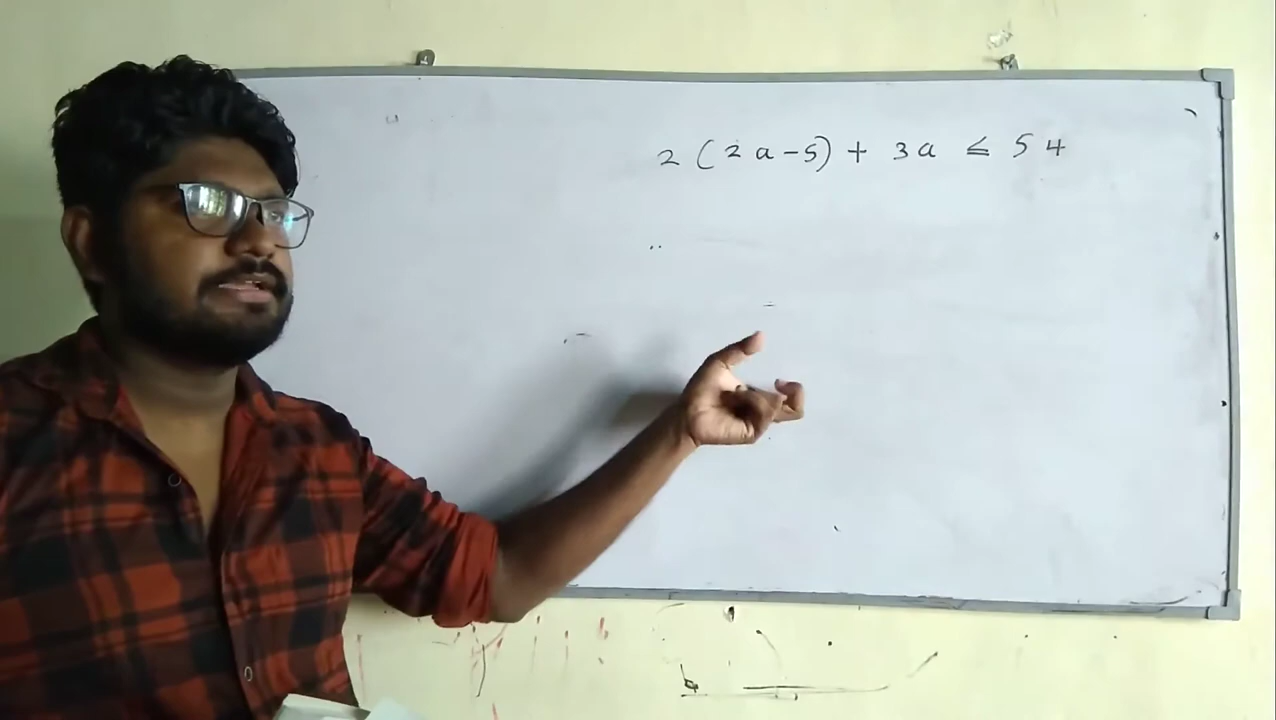 2 (2a-5) + 3a ≤ 54